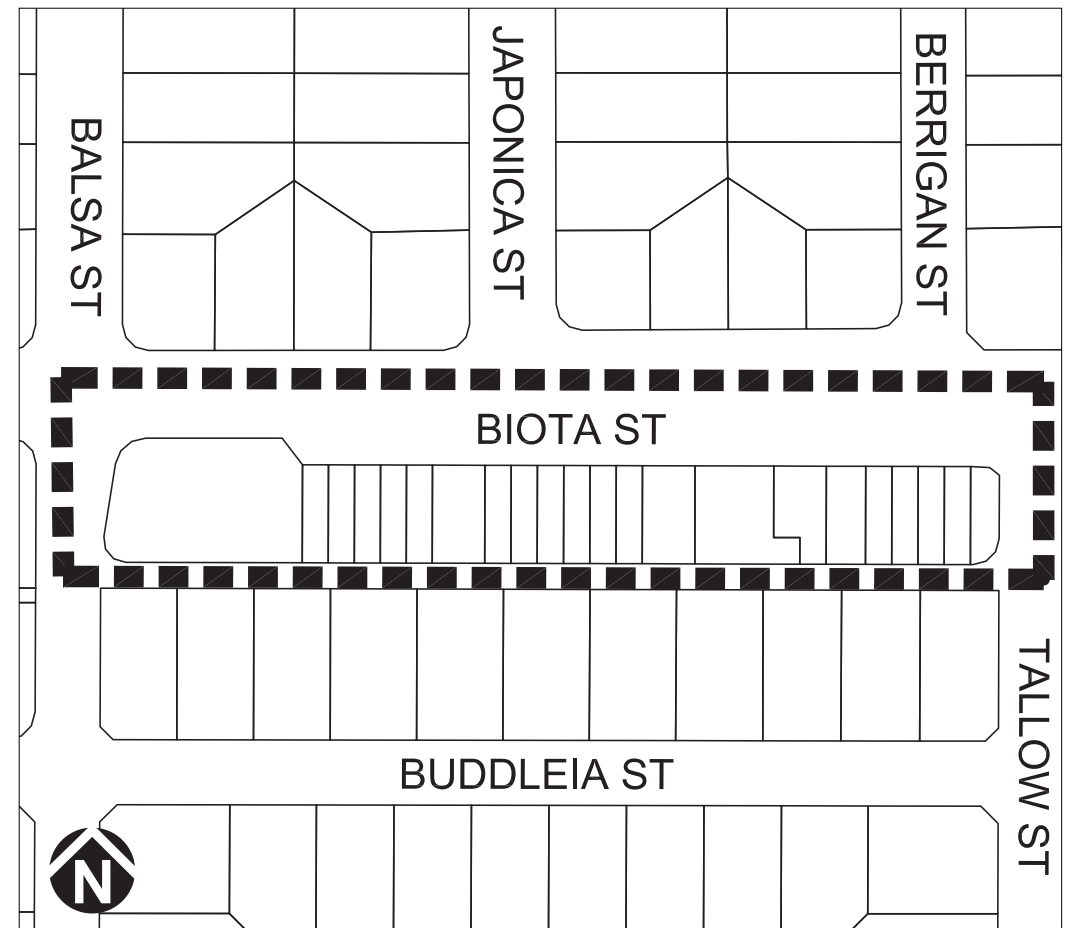 BALSA ST
JAPONICA ST
BERRIGAN ST
BIOTA ST
BUDDLEIA ST
TALLOW ST
N